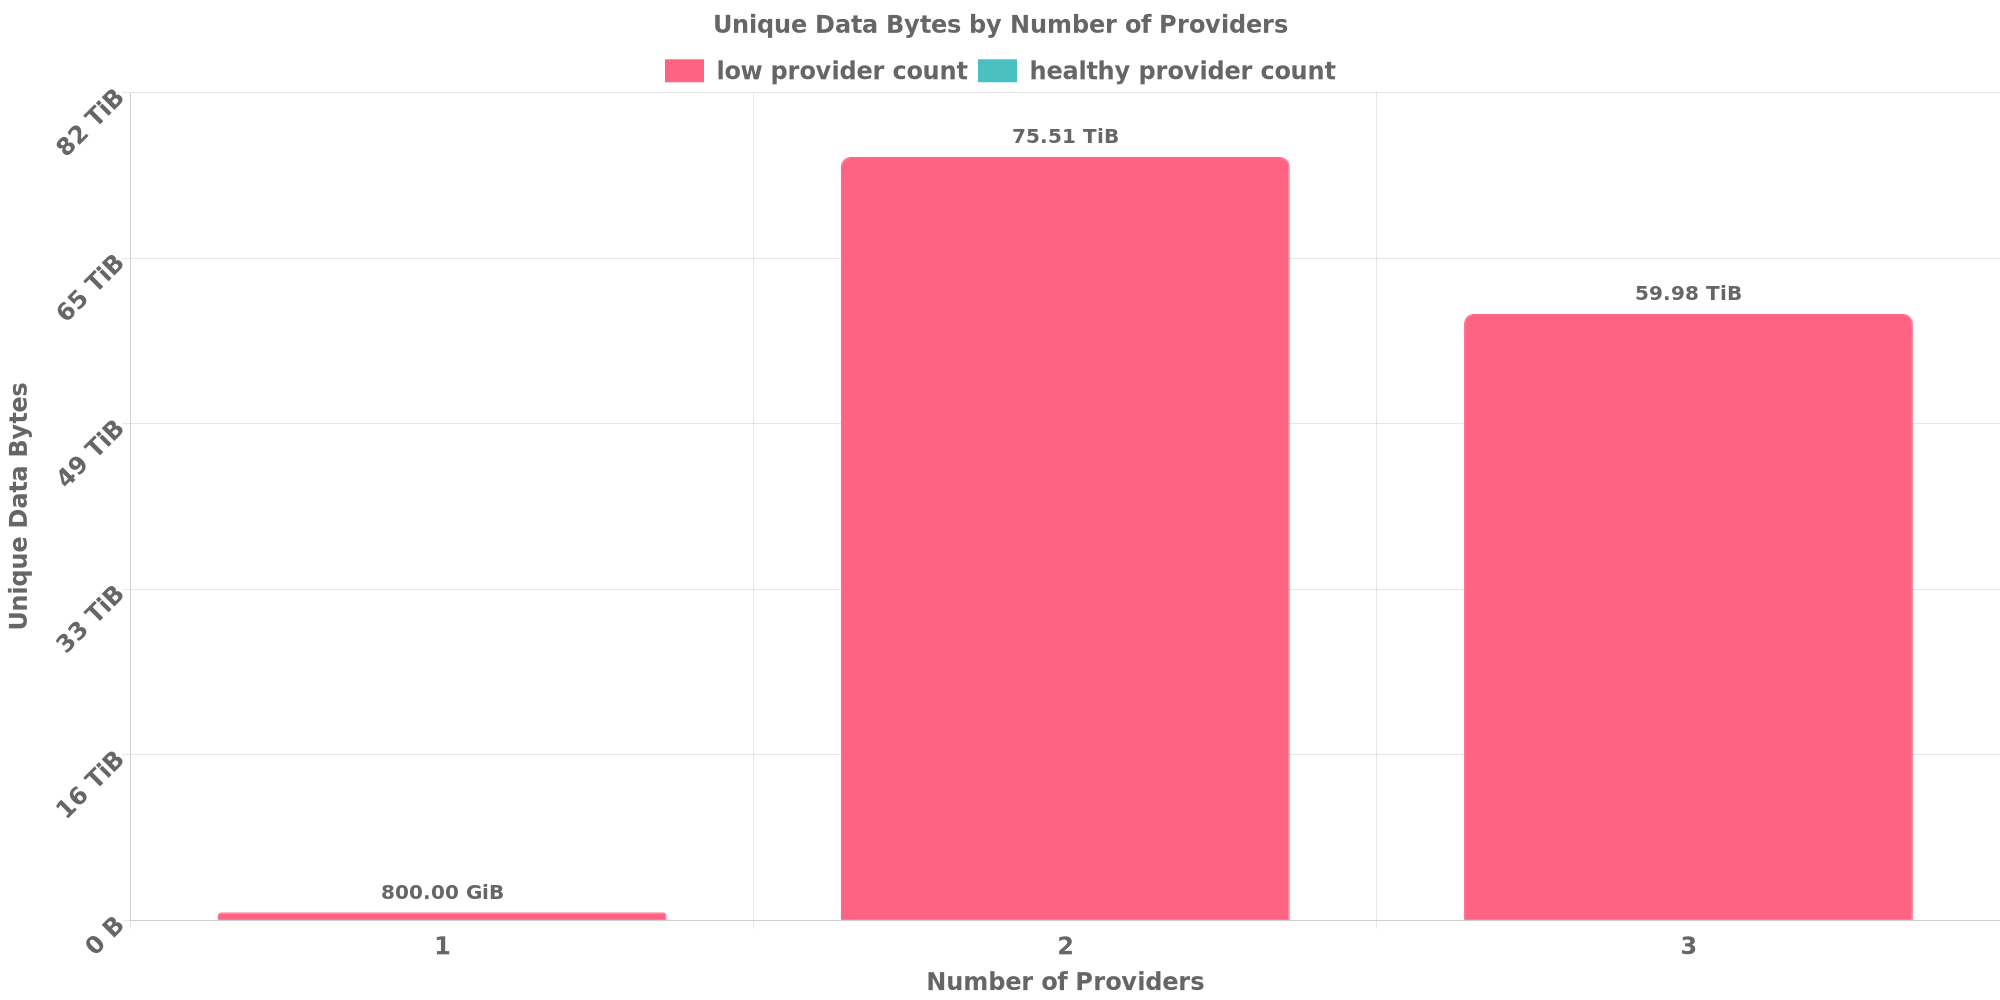 Unique Data Bytes by Number of Providers
low provider count healthy provider count
82 TiB
75.51 TiB
65 TiB
59.98 TiB
49 TiB
Unique Data Bytes
33 TiB
16 TiB
800.00 GiB
0 B
1 2 3
Number of Providers